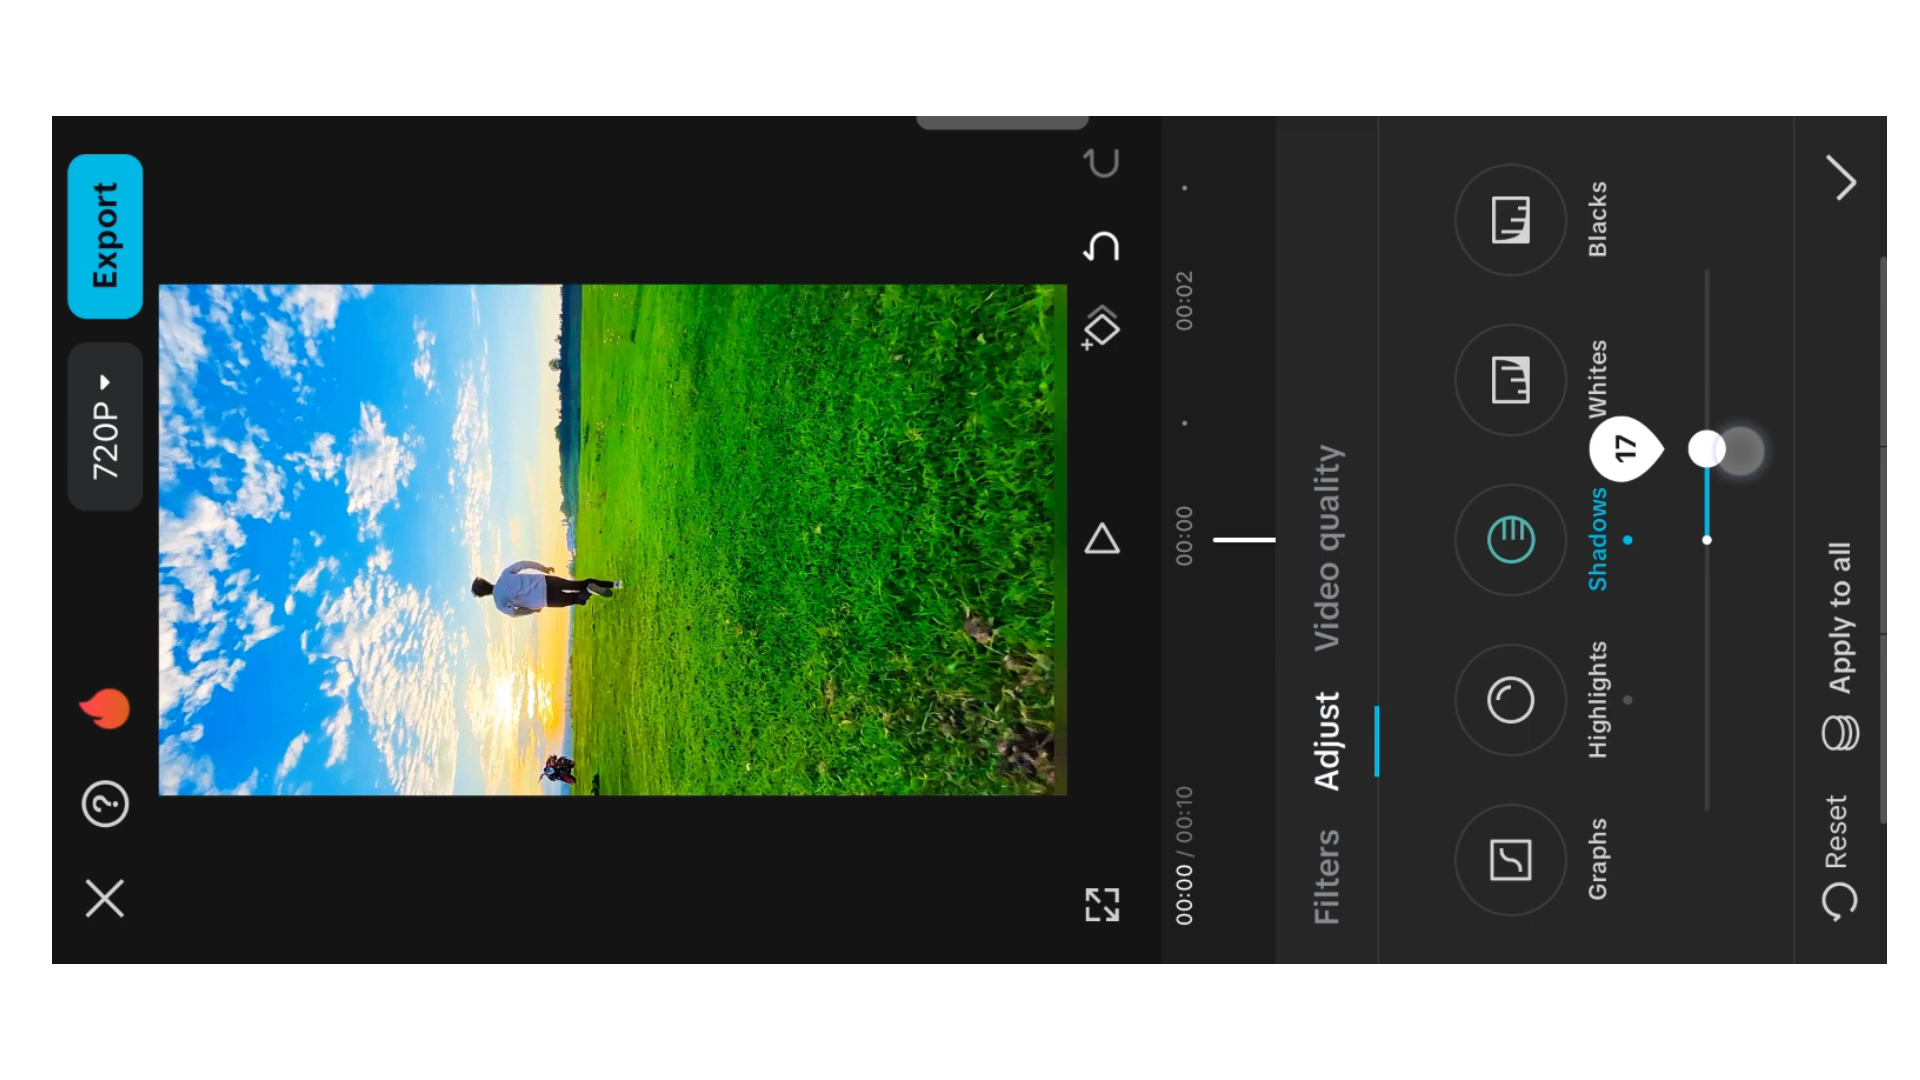 720P
Export
00:00 / 00:10
00:00
00:02
Filters
Adjust
Video quality
17
Graphs
Highlights
Shadows
Whites
Blacks
Reset
Apply to all